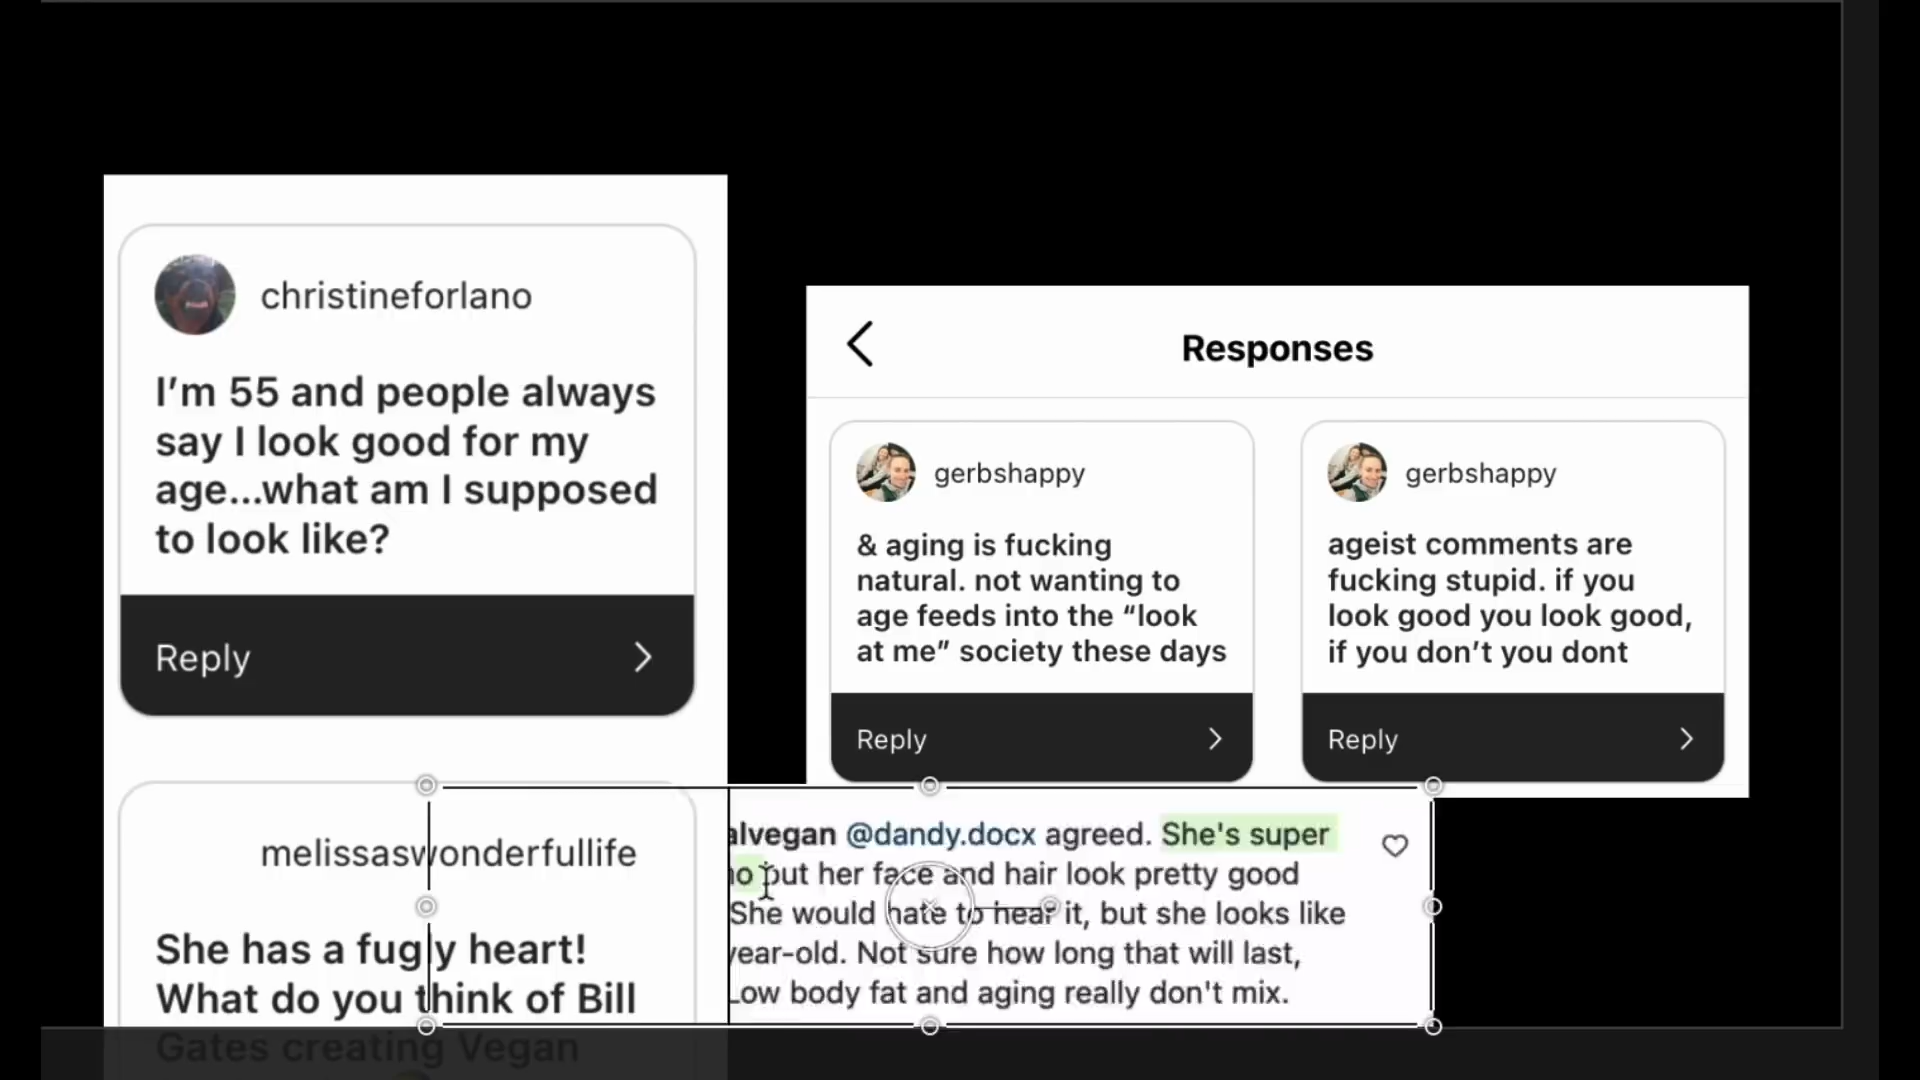 christineforlano
I’m 55 and people always
say I look good for my
age...what am I supposed
to look like?
Reply
melissaswonderfullife
She has a fugly heart!
What do you think of Bill
Gates creating Vegan
Responses
gerbshappy
& aging is fucking
natural. not wanting to
age feeds into the “look
at me” society these days
Reply
gerbshappy
ageist comments are
fucking stupid. if you
look good you look good,
if you don’t you dont
Reply
alvegan @dandy.docx agreed. She's super
but her face and hair look pretty good
She would hate to hear it, but she looks like
year-old. Not sure how long that will last,
Low body fat and aging really don't mix.